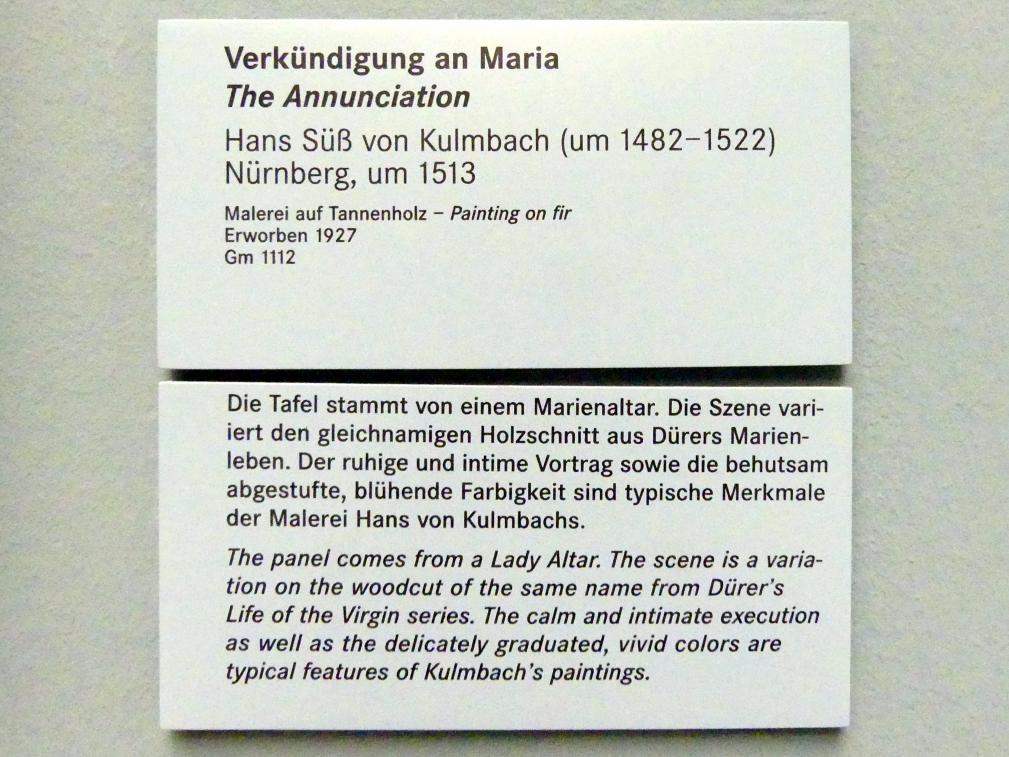 Verkündigung an Maria
The Annunciation
Hans Süß von Kulmbach (um 1482–1522)
Nürnberg, um 1513
Malerei auf Tannenholz – Painting on fir
Erworben 1927
Gm 1112
Die Tafel stammt von einem Marienaltar. Die Szene vari-
iert den gleichnamigen Holzschnitt aus Dürers Marien-
leben. Der ruhige und intime Vortrag sowie die behutsam
abgestufte, blühende Farbigkeit sind typische Merkmale
der Malerei Hans von Kulmbachs.
The panel comes from a Lady Altar. The scene is a varia-
tion on the woodcut of the same name from Dürer's
Life of the Virgin series. The calm and intimate execution
as well as the delicately graduated, vivid colors are
typical features of Kulmbach's paintings.